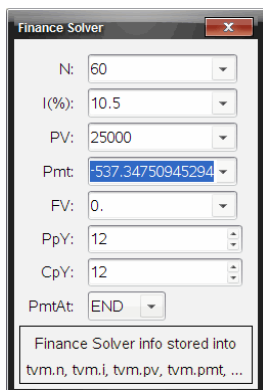 Finance Solver
N: 60
I(%): 10.5
PV: 25000
Pmt: -537.34750945294
FV: 0.
PpY: 12
CpY: 12
PmtAt: END
Finance Solver info stored into
tvm.n, tvm.i, tvm.pv, tvm.pmt, ...